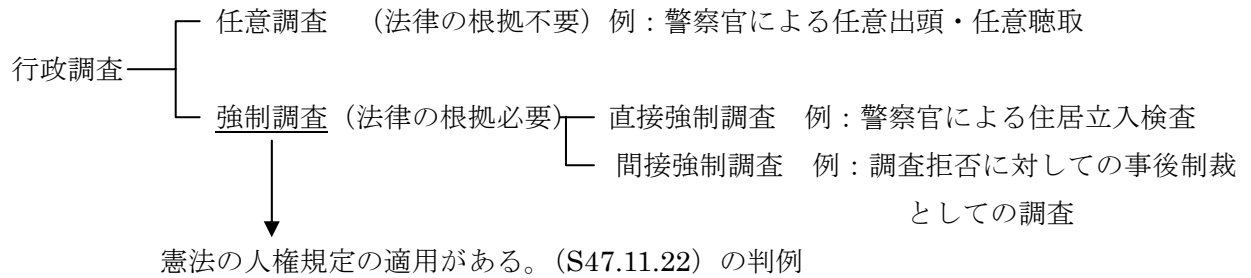 任意調査 （法律の根拠不要）例：警察官による任意出頭・任意聴取
行政調査
強制調査（法律の根拠必要） 直接強制調査 例：警察官による住居立入検査
間接強制調査 例：調査拒否に対しての事後制裁
としての調査
憲法の人権規定の適用がある。（S47.11.22）の判例